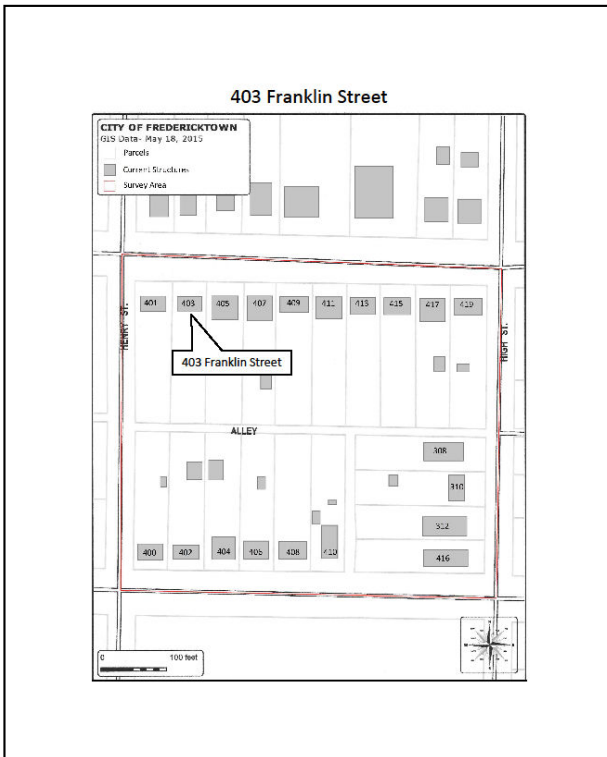 403 Franklin Street
CITY OF FREDERICKTOWN
GIS Data- May 18, 2015
Parcels
Current Structures
Survey Area
401 403 405 407 409 411 413 415 417 419
HENRY ST.
HIGH ST.
403 Franklin Street
ALLEY
308
310
312
400 402 404 406 408 410 416
0 100 feet